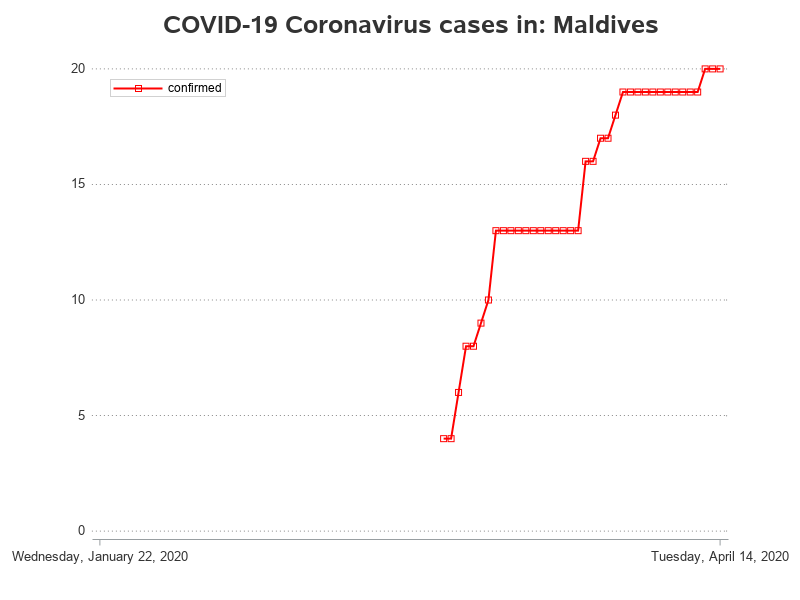 COVID-19 Coronavirus cases in: Maldives
20
confirmed
15
10
5
0
Wednesday, January 22, 2020
Tuesday, April 14, 2020